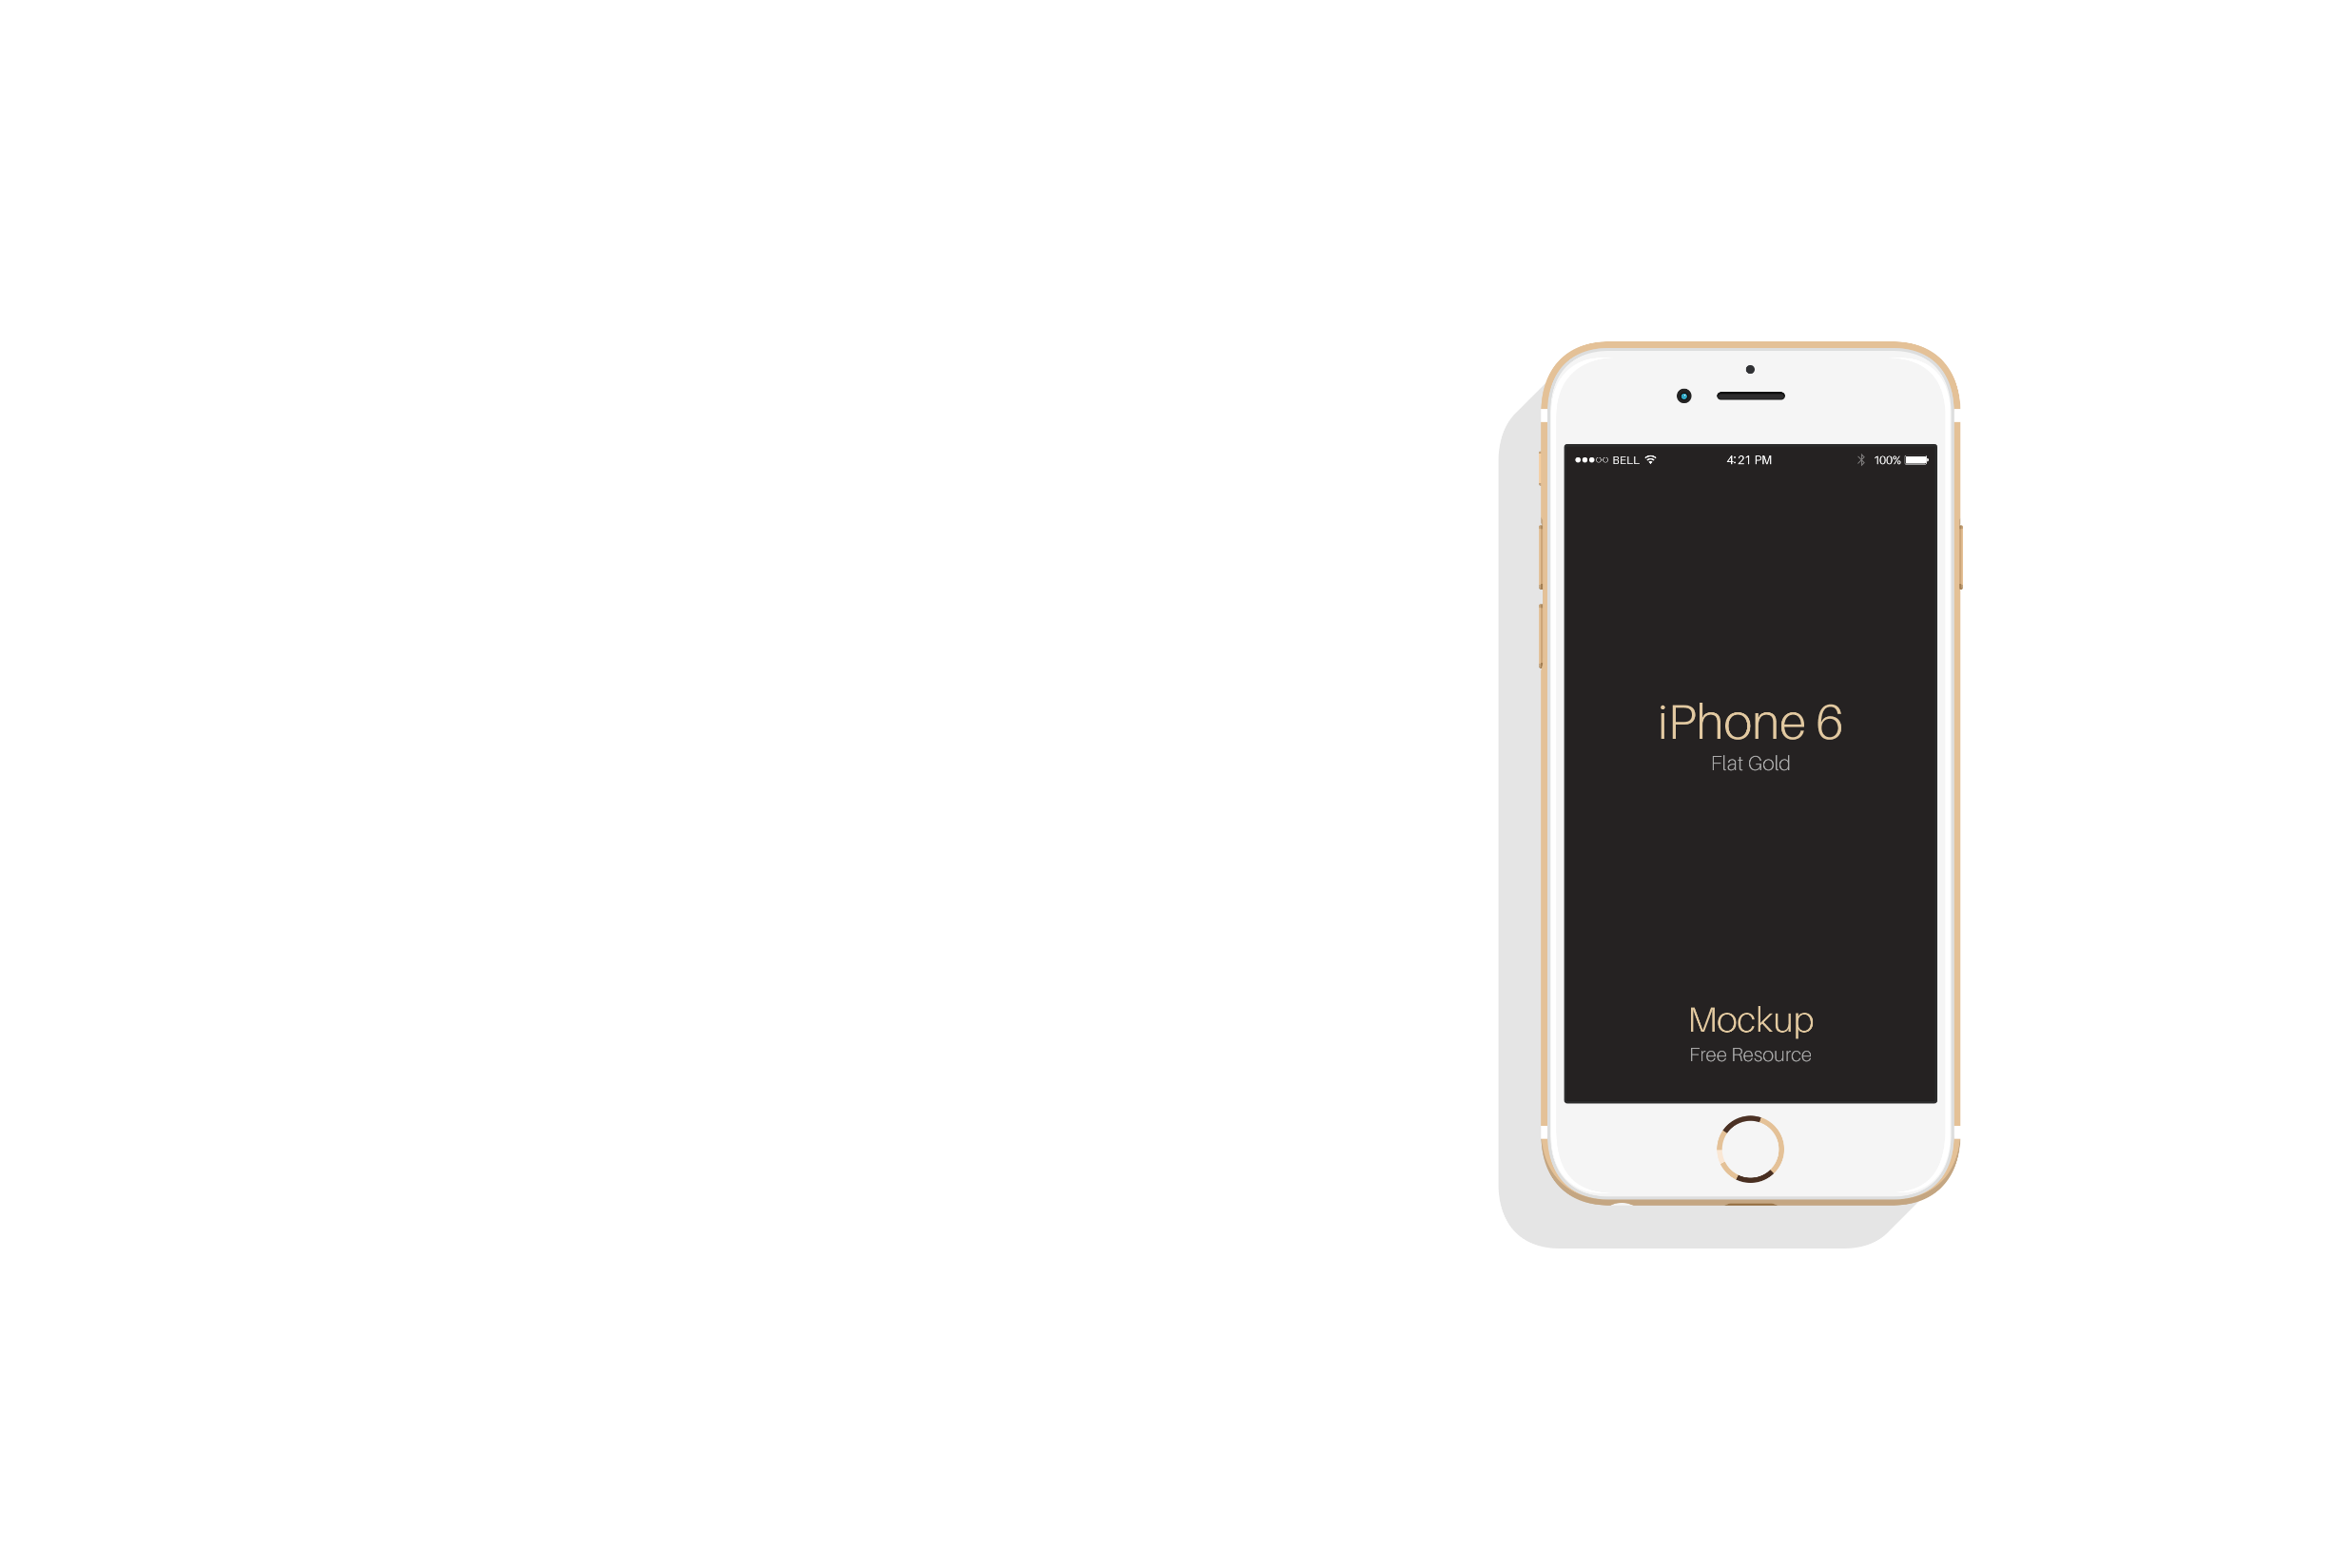 BELL 4:21 PM 100%
iPhone 6
Flat Gold
Mockup
Free Resource